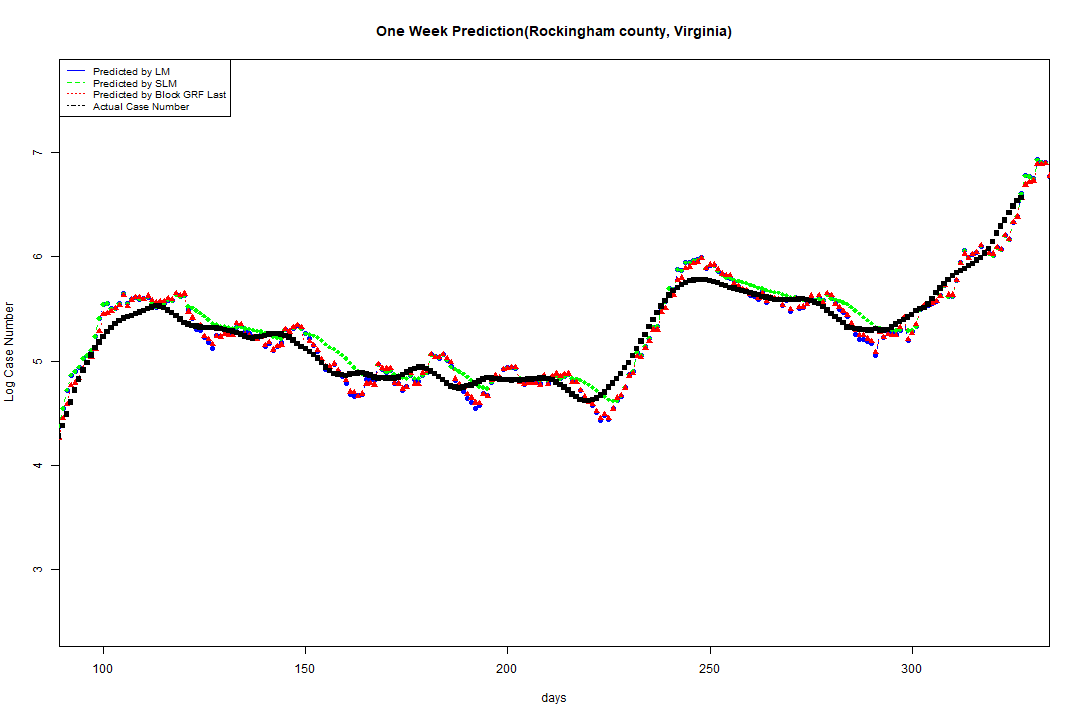 One Week Prediction(Rockingham county, Virginia)
Predicted by LM
Predicted by SLM
Predicted by Block GRF Last
Actual Case Number
Log Case Number
7
6
5
4
3
100 150 200 250 300
days